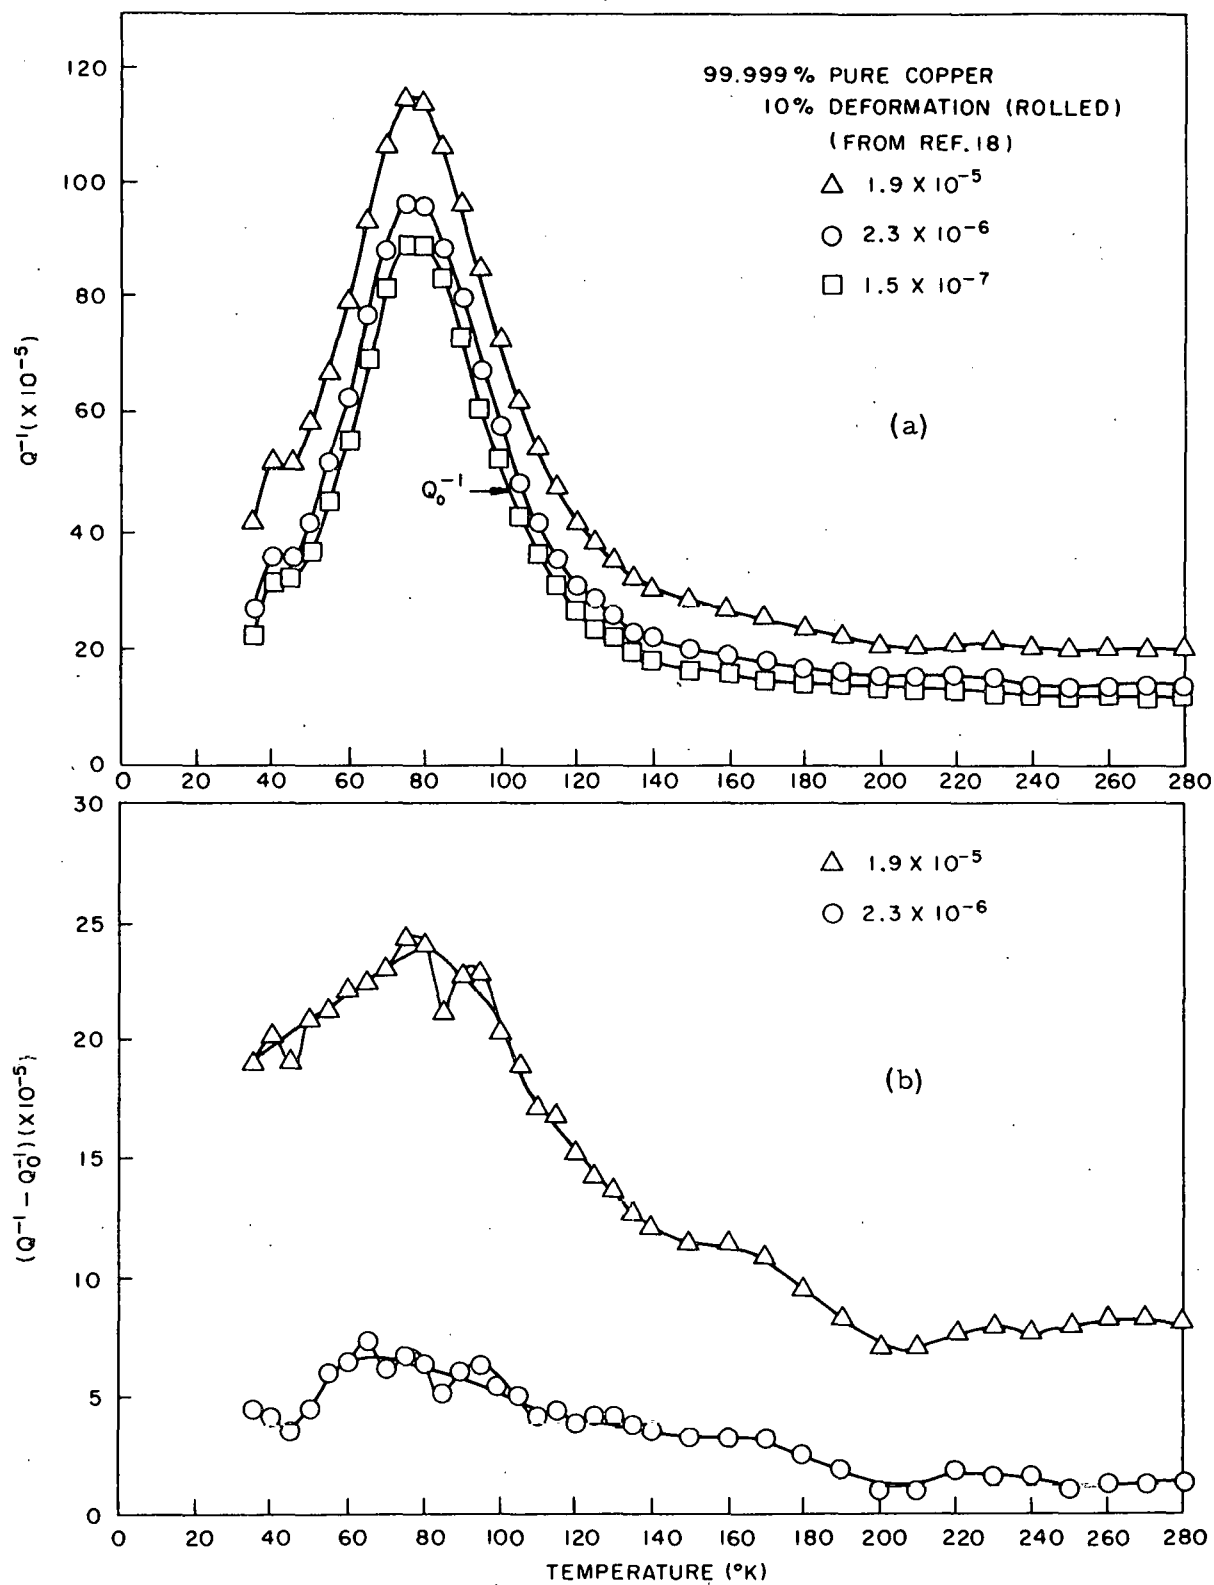 120
100
80
60
40
20
0
Q⁻¹ (X 10⁻⁵)
99.999% PURE COPPER
10% DEFORMATION (ROLLED)
(FROM REF. 18)
△ 1.9 X 10⁻⁵
○ 2.3 X 10⁻⁶
□ 1.5 X 10⁻⁷
(a)
Q₀⁻¹
0 20 40 60 80 100 120 140 160 180 200 220 240 260 280
30
25
20
15
10
5
0
(Q⁻¹ – Q₀⁻¹) (X10⁻⁵)
△ 1.9 X 10⁻⁵
○ 2.3 X 10⁻⁶
(b)
0 20 40 60 80 100 120 140 160 180 200 220 240 260 280
TEMPERATURE (°K)